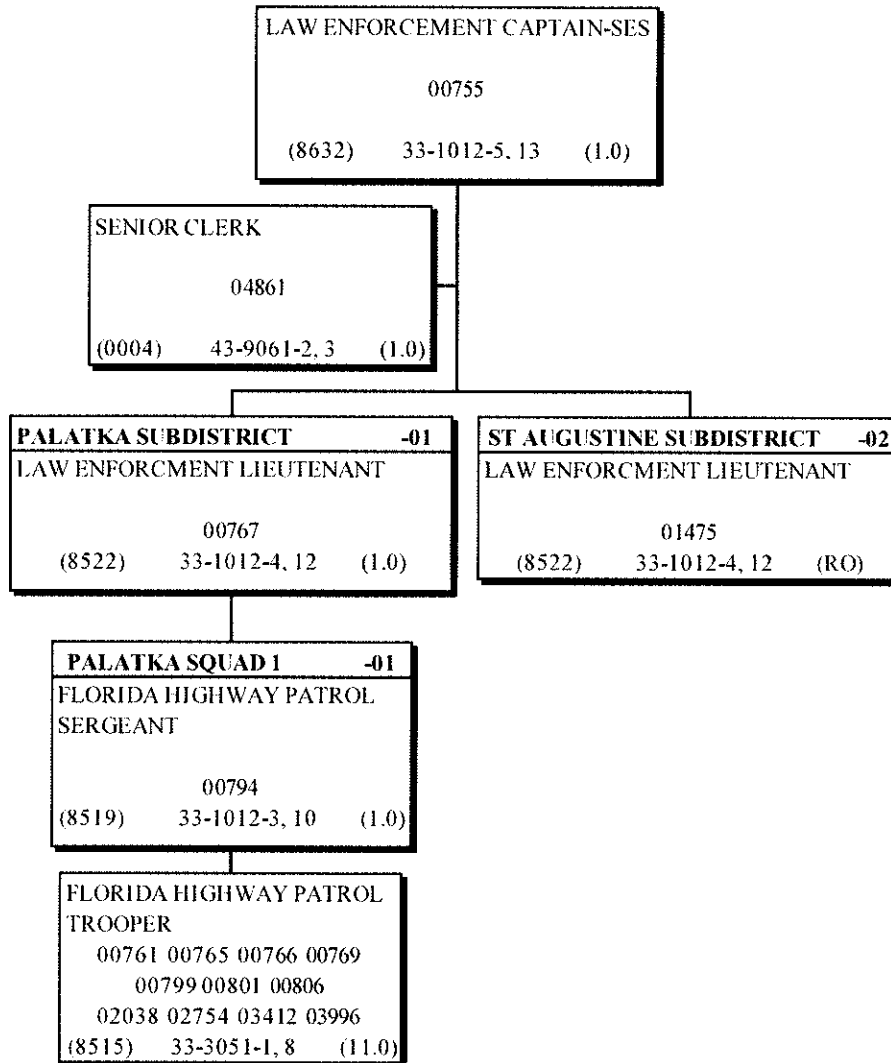 LAW ENFORCEMENT CAPTAIN-SES
00755
(8632) 33-1012-5, 13 (1.0)
SENIOR CLERK
04861
(0004) 43-9061-2, 3 (1.0)
PALATKA SUBDISTRICT -01
LAW ENFORCMENT LIEUTENANT
00767
(8522) 33-1012-4, 12 (1.0)
ST AUGUSTINE SUBDISTRICT -02
LAW ENFORCMENT LIEUTENANT
01475
(8522) 33-1012-4, 12 (RO)
PALATKA SQUAD 1 -01
FLORIDA HIGHWAY PATROL
SERGEANT
00794
(8519) 33-1012-3, 10 (1.0)
FLORIDA HIGHWAY PATROL
TROOPER
00761 00765 00766 00769
00799 00801 00806
02038 02754 03412 03996
(8515) 33-3051-1, 8 (11.0)